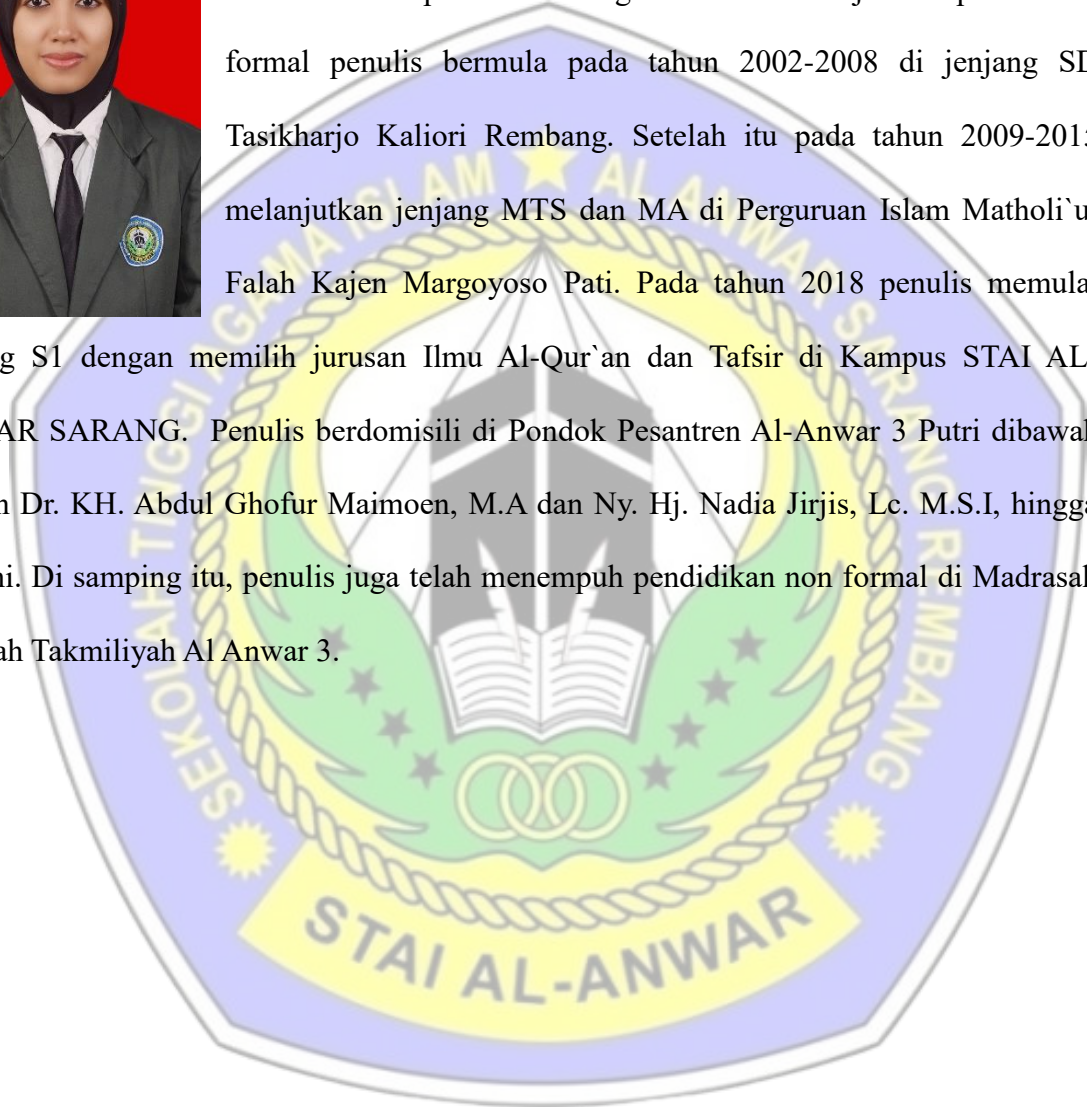 formal penulis bermula pada tahun 2002-2008 di jenjang SD
Tasikharjo Kaliori Rembang. Setelah itu pada tahun 2009-2015
melanjutkan jenjang MTS dan MA di Perguruan Islam Matholi`u
Falah Kajen Margoyoso Pati. Pada tahun 2018 penulis memula
g S1 dengan memilih jurusan Ilmu Al-Qur`an dan Tafsir di Kampus STAI AL-
AR SARANG. Penulis berdomisili di Pondok Pesantren Al-Anwar 3 Putri dibawah
n Dr. KH. Abdul Ghofur Maimoen, M.A dan Ny. Hj. Nadia Jirjis, Lc. M.S.I, hingga
ni. Di samping itu, penulis juga telah menempuh pendidikan non formal di Madrasah
ah Takmiliyah Al Anwar 3.
SEKOLAH TINGGI AGAMA ISLAM AL ANWAR SARANG REMBANG
STAI AL-ANWAR